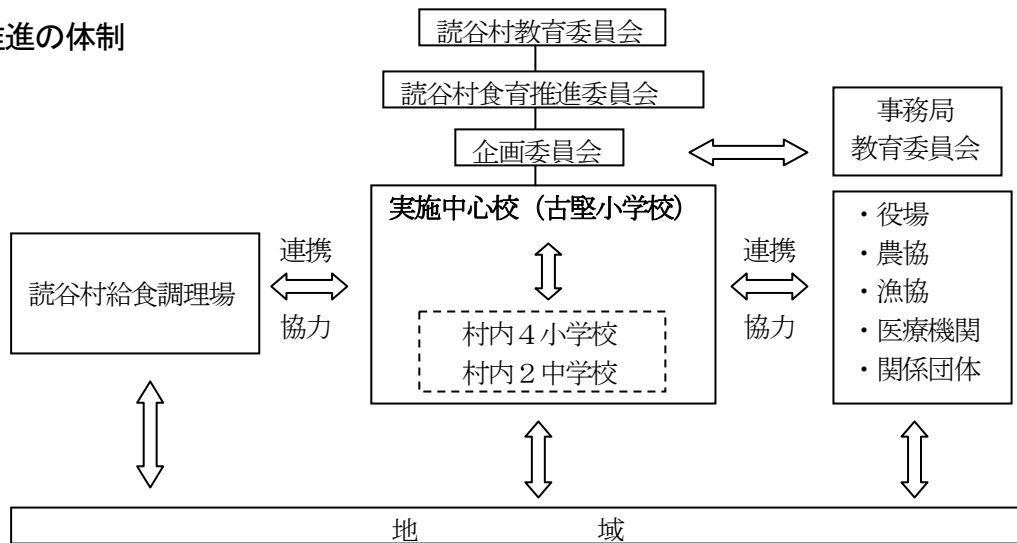 進の体制
読谷村教育委員会
読谷村食育推進委員会
企画委員会
事務局
教育委員会
実施中心校（古堅小学校）
村内４小学校
村内２中学校
連携
協力
読谷村給食調理場
連携
協力
・役場
・農協
・漁協
・医療機関
・関係団体
地　域